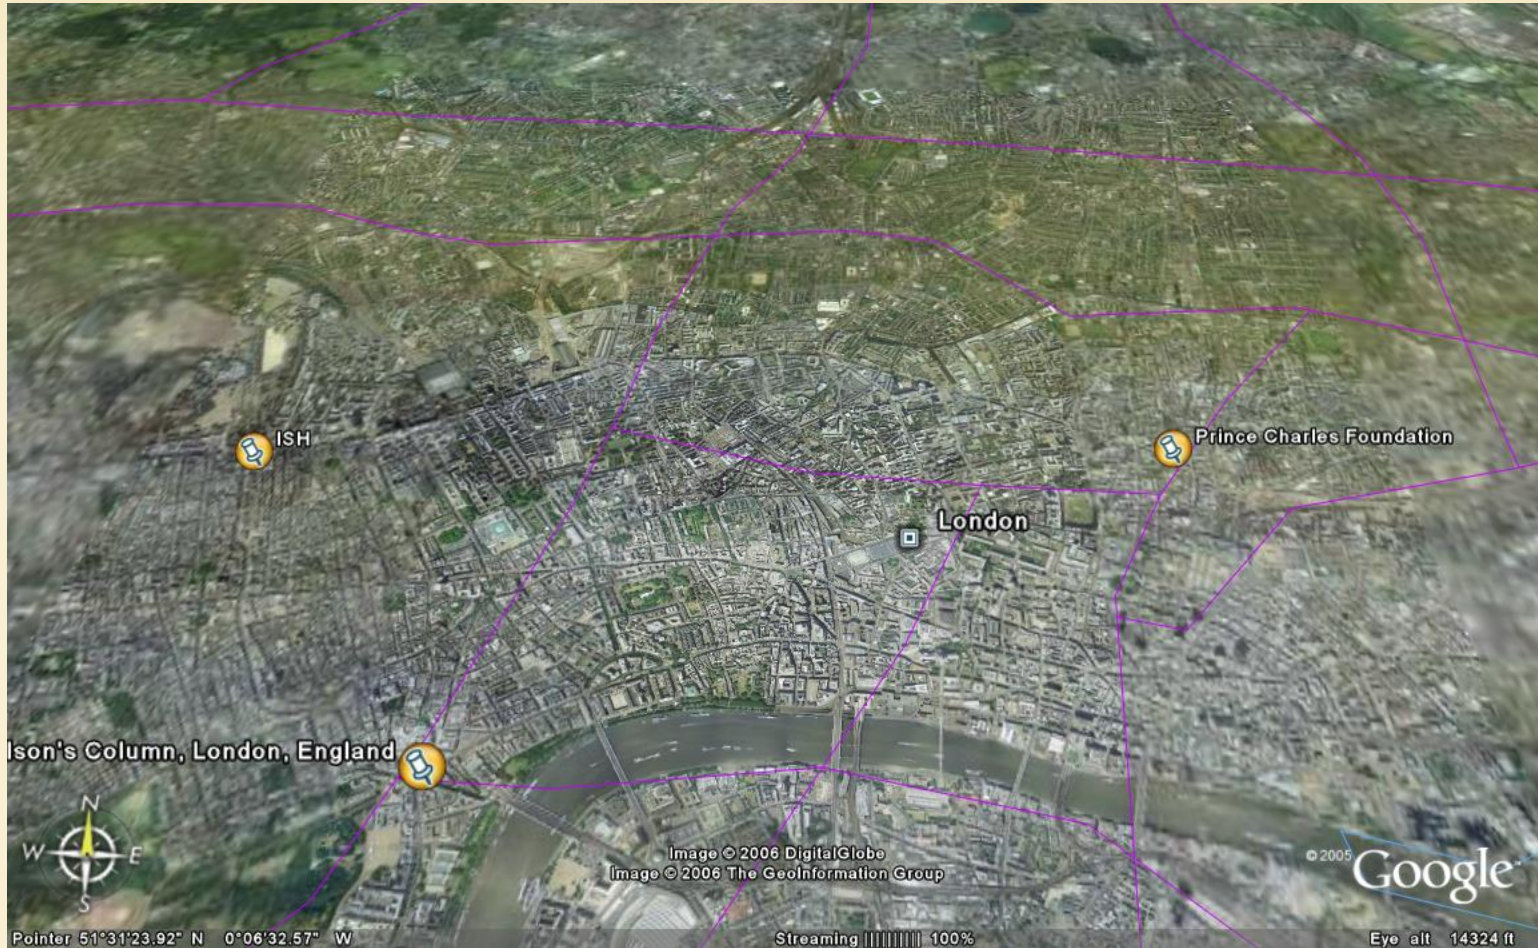 ISH
Prince Charles Foundation
London
lson's Column, London, England
N
W E
S
Image © 2006 DigitalGlobe
Image © 2006 The GeoInformation Group
© 2005 Google™
Pointer 51°31'23.92" N 0°06'32.57" W Streaming |||||||||| 100% Eye alt 14324 ft